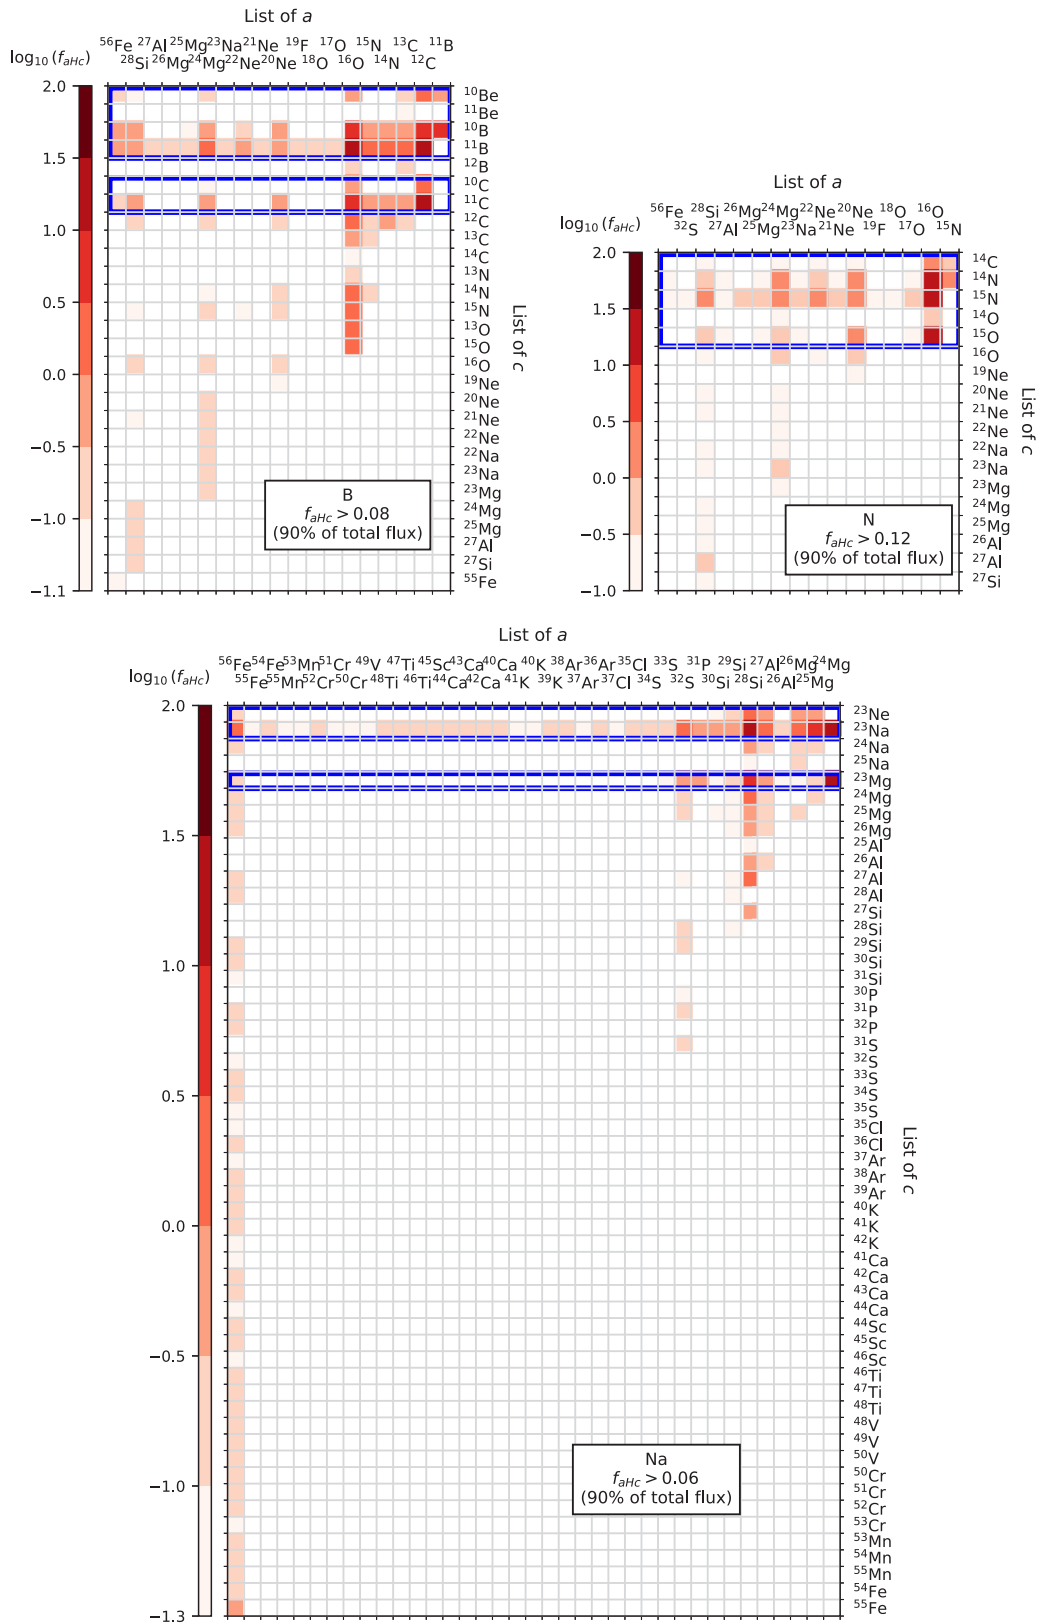 List of a
⁵⁶Fe ²⁷Al ²⁵Mg ²³Na ²¹Ne ¹⁹F ¹⁷O ¹⁵N ¹³C ¹¹B
²⁸Si ²⁶Mg ²⁴Mg ²²Ne ²⁰Ne ¹⁸O ¹⁶O ¹⁴N ¹²C
log₁₀ (f_aHc)
2.0
1.5
1.0
0.5
0.0
−0.5
−1.0
−1.1
¹⁰Be
¹¹Be
¹⁰B
¹¹B
¹²B
¹⁰C
¹¹C
¹²C
¹³C
¹⁴C
¹³N
¹⁴N
¹⁵N
¹³O
¹⁵O
¹⁶O
¹⁹Ne
²⁰Ne
²¹Ne
²²Ne
²²Na
²³Na
²³Mg
²⁴Mg
²⁵Mg
²⁷Al
²⁷Si
⁵⁵Fe
List of c
B
f_aHc > 0.08
(90% of total flux)
List of a
⁵⁶Fe ²⁸Si ²⁶Mg ²⁴Mg ²²Ne ²⁰Ne ¹⁸O ¹⁶O
³²S ²⁷Al ²⁵Mg ²³Na ²¹Ne ¹⁹F ¹⁷O ¹⁵N
log₁₀ (f_aHc)
2.0
1.5
1.0
0.5
0.0
−0.5
−1.0
¹⁴C
¹⁴N
¹⁵N
¹⁴O
¹⁵O
¹⁶O
¹⁹Ne
²⁰Ne
²¹Ne
²²Ne
²²Na
²³Na
²³Mg
²⁴Mg
²⁵Mg
²⁶Al
²⁷Al
²⁷Si
List of c
N
f_aHc > 0.12
(90% of total flux)
List of a
⁵⁶Fe ⁵⁴Fe ⁵³Mn ⁵¹Cr ⁴⁹V ⁴⁷Ti ⁴⁵Sc ⁴³Ca ⁴⁰Ca ⁴⁰K ³⁸Ar ³⁶Ar ³⁵Cl ³³S ³¹P ²⁹Si ²⁷Al ²⁶Mg ²⁴Mg
⁵⁵Fe ⁵⁵Mn ⁵²Cr ⁵⁰Cr ⁴⁸Ti ⁴⁶Ti ⁴⁴Ca ⁴²Ca ⁴¹K ³⁹K ³⁷Ar ³⁷Cl ³⁴S ³²S ³⁰Si ²⁸Si ²⁶Al ²⁵Mg
log₁₀ (f_aHc)
2.0
1.5
1.0
0.5
0.0
−0.5
−1.0
−1.3
²³Ne
²³Na
²⁴Na
²⁵Na
²³Mg
²⁴Mg
²⁵Mg
²⁶Mg
²⁵Al
²⁶Al
²⁷Al
²⁸Al
²⁷Si
²⁸Si
²⁹Si
³⁰Si
³¹Si
³⁰P
³¹P
³²P
³¹S
³²S
³³S
³⁴S
³⁵S
³⁵Cl
³⁶Cl
³⁷Ar
³⁸Ar
³⁹Ar
⁴⁰K
⁴¹K
⁴²K
⁴¹Ca
⁴²Ca
⁴³Ca
⁴⁴Ca
⁴⁴Sc
⁴⁵Sc
⁴⁶Sc
⁴⁶Ti
⁴⁷Ti
⁴⁸Ti
⁴⁸V
⁴⁹V
⁵⁰V
⁵⁰Cr
⁵¹Cr
⁵²Cr
⁵³Cr
⁵³Mn
⁵⁴Mn
⁵⁵Mn
⁵⁴Fe
⁵⁵Fe
List of c
Na
f_aHc > 0.06
(90% of total flux)